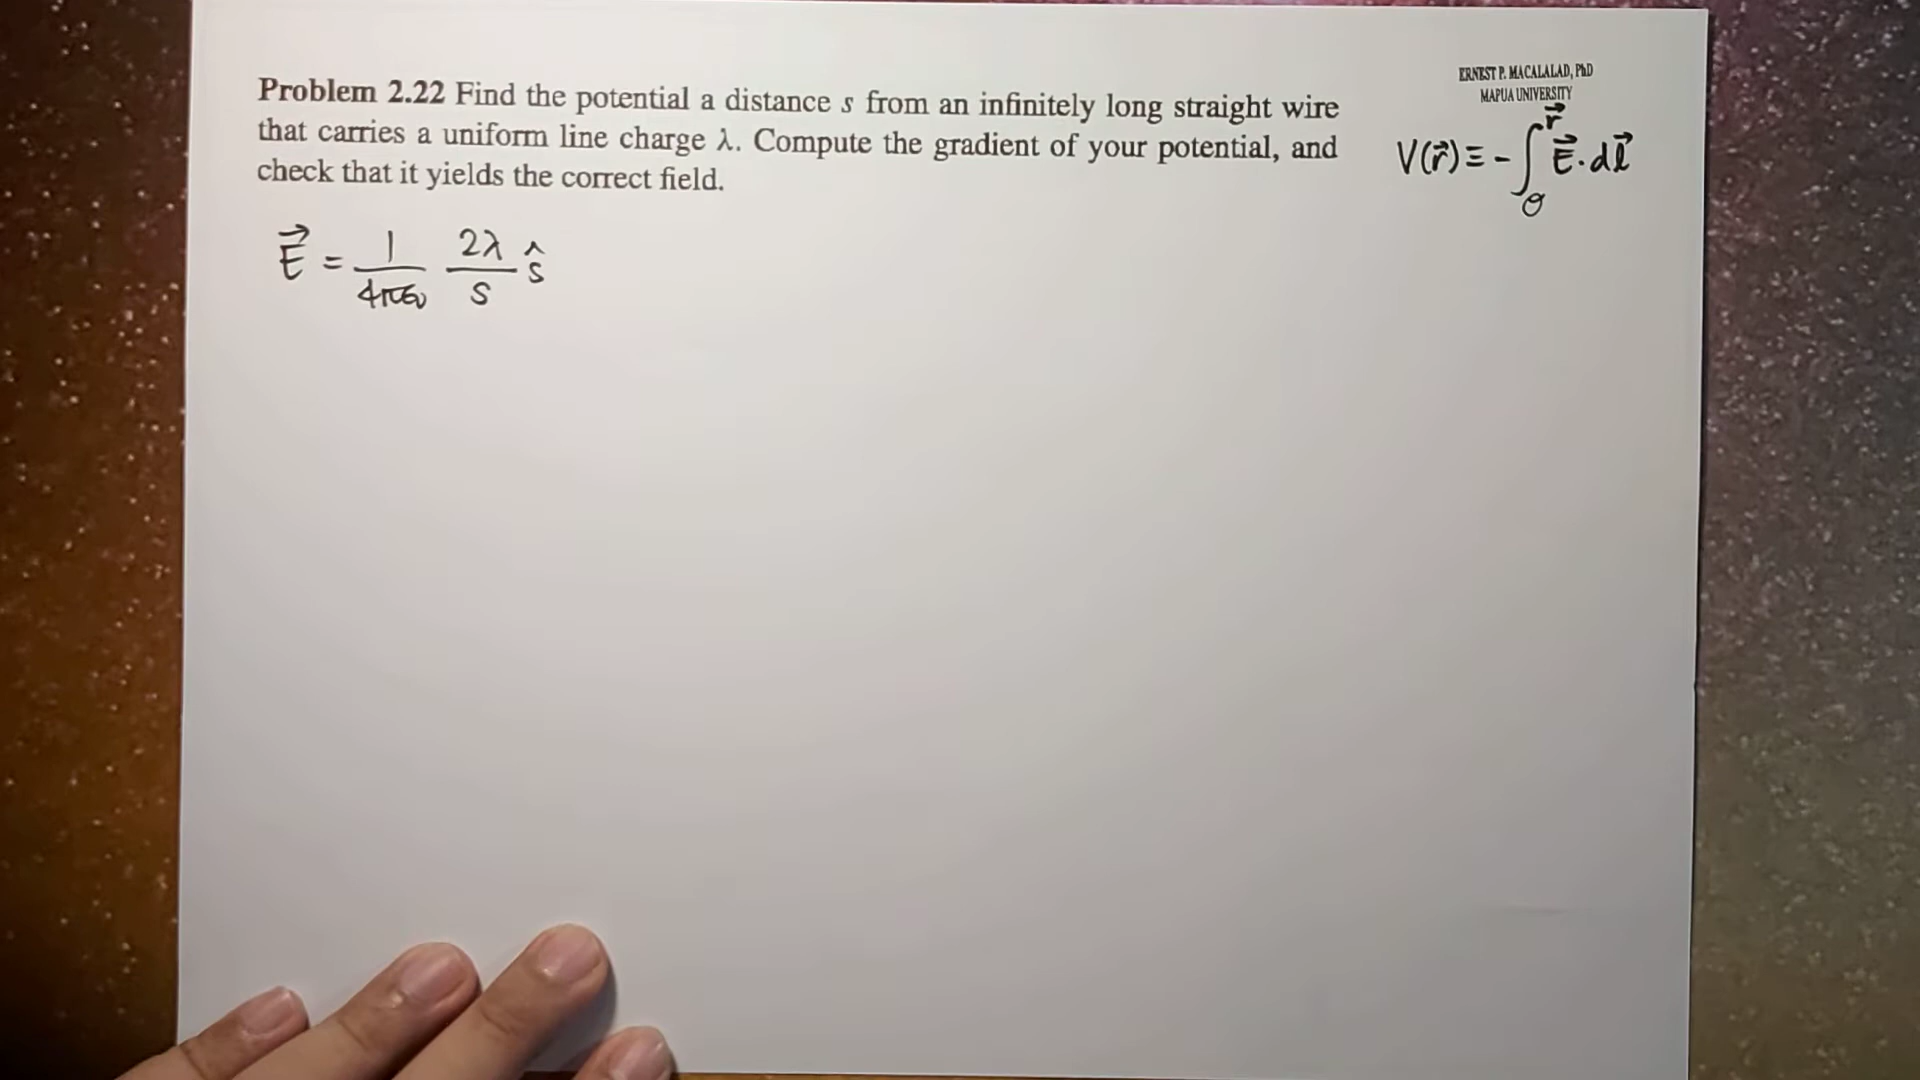 Problem 2.22 Find the potential a distance s from an infinitely long straight wire
that carries a uniform line charge λ. Compute the gradient of your potential, and
check that it yields the correct field.
ERNEST P. MACALALAD, PhD
MAPUA UNIVERSITY
V(r⃗) ≡ - ∫_O^r⃗ E⃗ · dl⃗
E⃗ = 1/4πε₀ 2λ/s ŝ